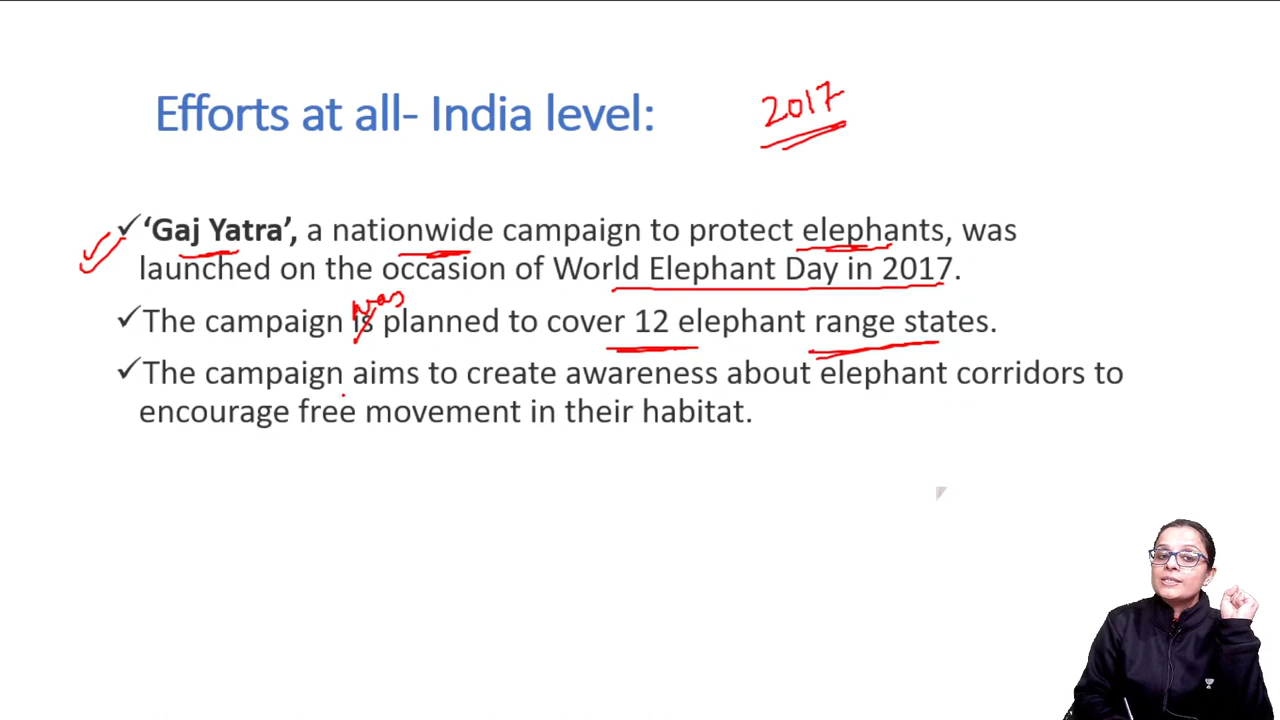 Efforts at all- India level:
2017
✓‘Gaj Yatra’, a nationwide campaign to protect elephants, was
launched on the occasion of World Elephant Day in 2017.
was
✓The campaign is planned to cover 12 elephant range states.
✓The campaign aims to create awareness about elephant corridors to
encourage free movement in their habitat.